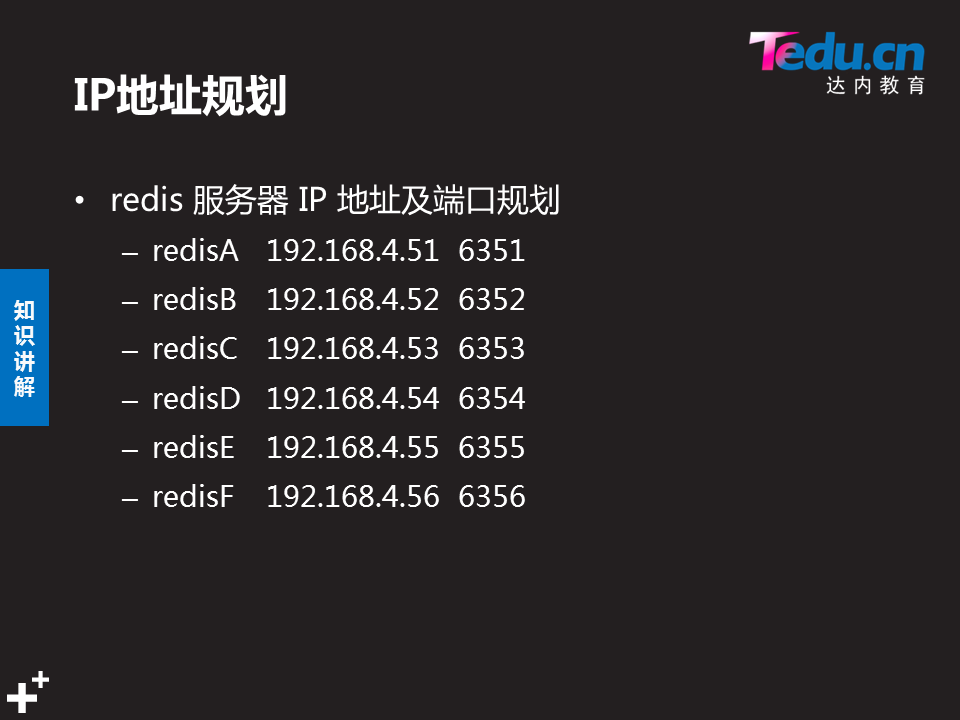 Tedu.cn
达内教育
IP地址规划
• redis 服务器 IP 地址及端口规划
– redisA 192.168.4.51 6351
– redisB 192.168.4.52 6352
– redisC 192.168.4.53 6353
– redisD 192.168.4.54 6354
– redisE 192.168.4.55 6355
– redisF 192.168.4.56 6356
知识讲解